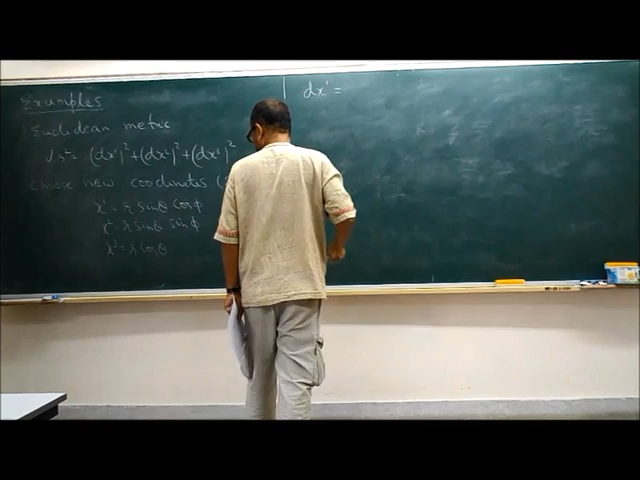 Examples
Euclidean metric
ds² = (dx¹)² + (dx²)² + (dx³)²
Choose new coordinates
x¹ = r sinθ cosφ
x² = r sinθ sinφ
x³ = r cosθ
dx¹ =